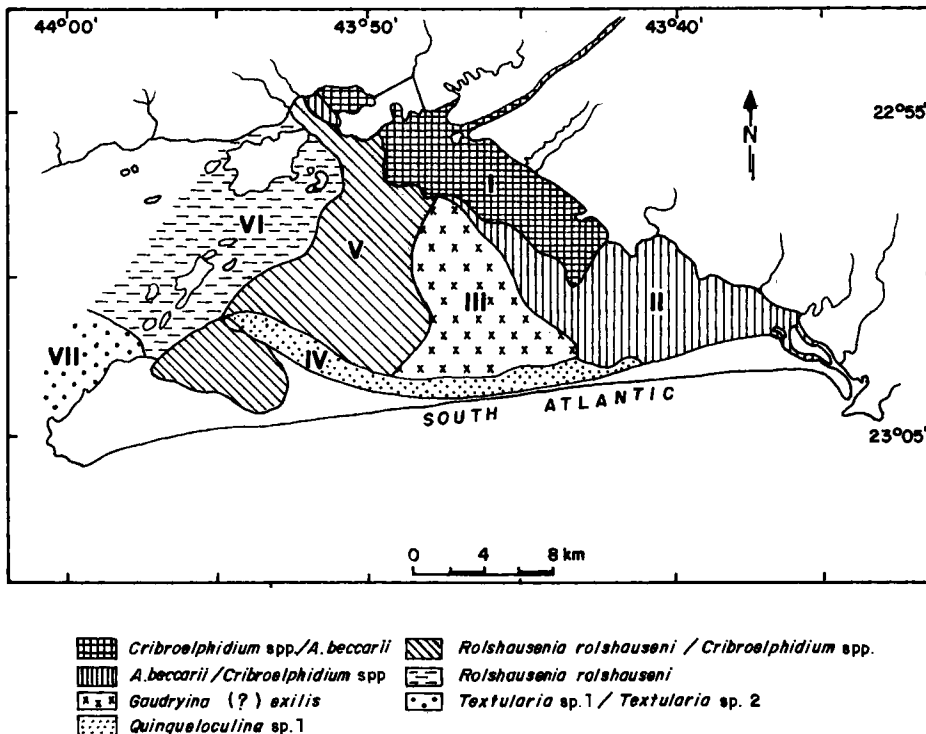 44°00' 43°50' 43°40'
22°55'
N
I
VI
V
III
II
VII
IV
SOUTH ATLANTIC
23°05'
0 4 8 km
Cribroelphidium spp./A.beccarii
Rolshausenia rolshauseni / Cribroelphidium spp.
A.beccarii/Cribroelphidium spp
Rolshausenia rolshauseni
Gaudryina (?) exilis
Textularia sp.1 / Textularia sp. 2
Quinqueloculina sp.1